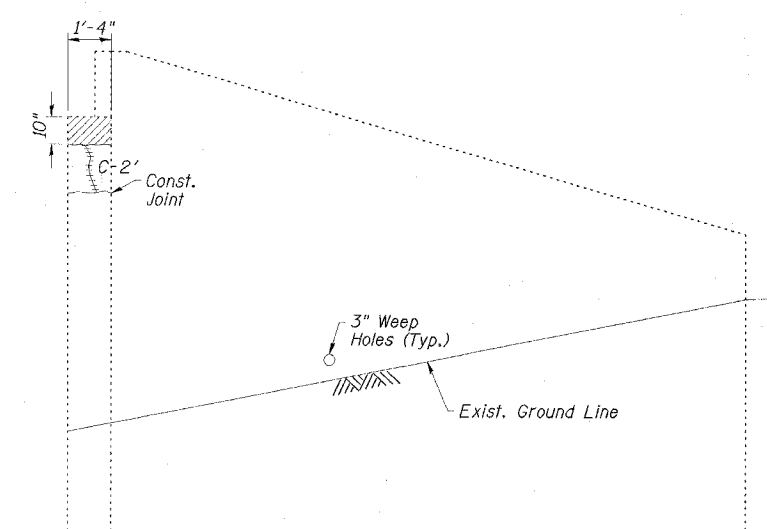 1'-4"
10"
C-2'
Const.
Joint
3" Weep
Holes (Typ.)
Exist. Ground Line